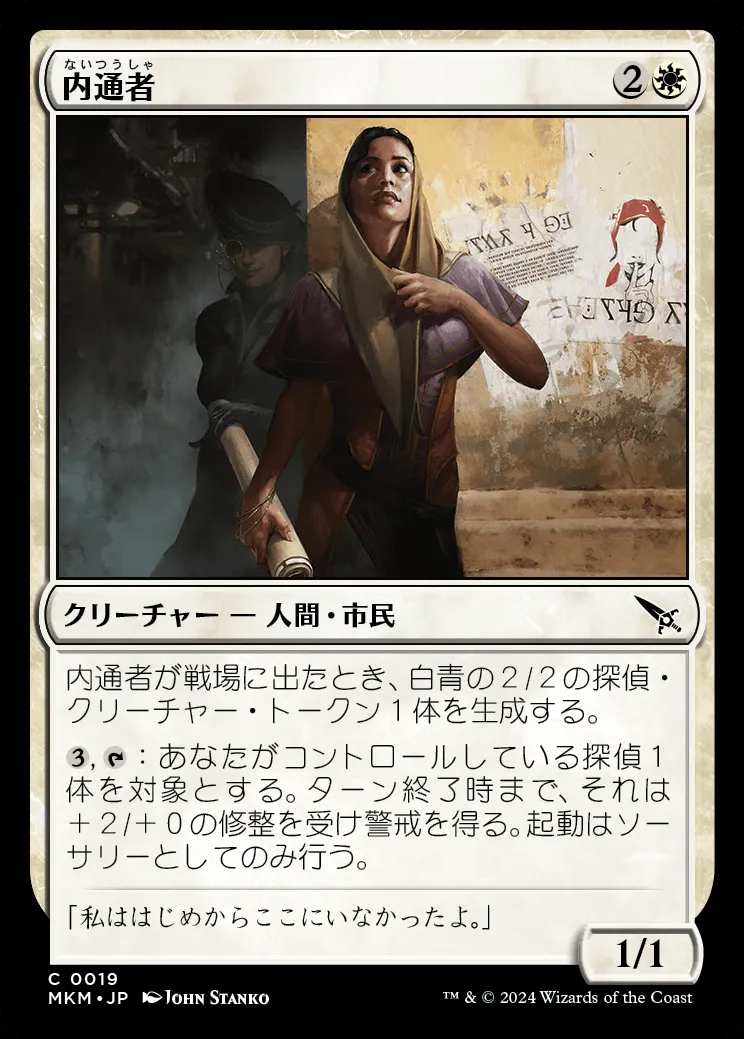 ないつうしゃ
内通者
2
クリーチャー — 人間・市民
内通者が戦場に出たとき、白青の2/2の探偵・
クリーチャー・トークン1体を生成する。
3, : あなたがコントロールしている探偵1
体を対象とする。ターン終了時まで、それは
+2/+0の修整を受け警戒を得る。起動はソー
サリーとしてのみ行う。
「私ははじめからここにいなかったよ。」
1/1
C 0019
MKM • JP JOHN STANKO
™ & © 2024 Wizards of the Coast